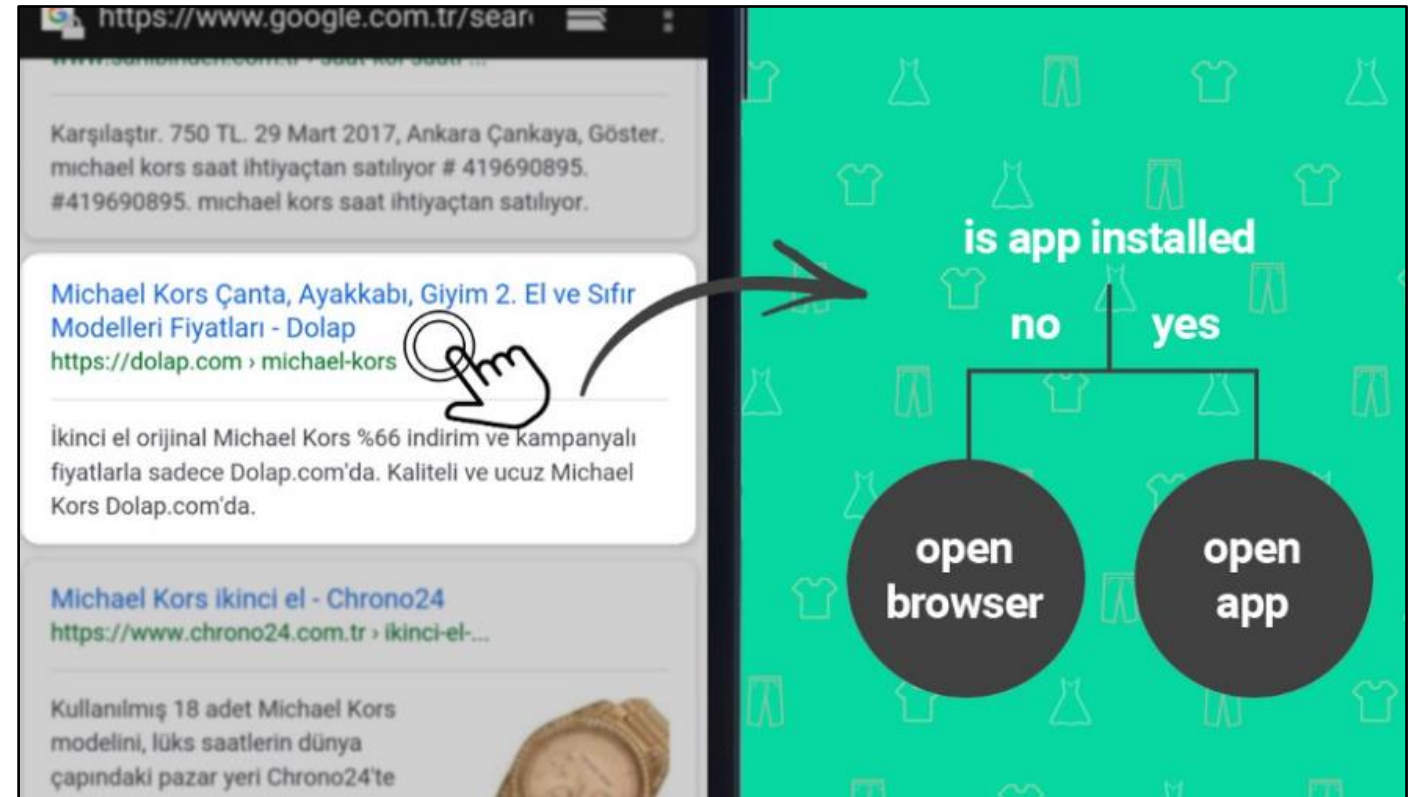 https://www.google.com.tr/sear
Karşılaştır. 750 TL. 29 Mart 2017, Ankara Çankaya, Göster.
mıchael kors saat ihtiyaçtan satılıyor # 419690895.
#419690895. mıchael kors saat ihtiyaçtan satılıyor.
Michael Kors Çanta, Ayakkabı, Giyim 2. El ve Sıfır
Modelleri Fiyatları - Dolap
https://dolap.com › michael-kors
İkinci el orijinal Michael Kors %66 indirim ve kampanyalı
fiyatlarla sadece Dolap.com'da. Kaliteli ve ucuz Michael
Kors Dolap.com'da.
Michael Kors ikinci el - Chrono24
https://www.chrono24.com.tr › ikinci-el-...
Kullanılmış 18 adet Michael Kors
modelini, lüks saatlerin dünya
çapındaki pazar yeri Chrono24'te
is app installed
no yes
open
browser
open
app